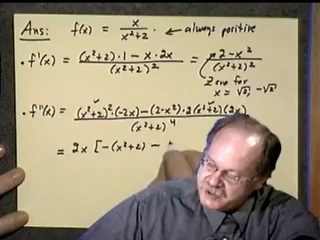 Ans: f(x) = x / (x²+2) . ← always positive
• f'(x) = ((x²+2)·1 − x·2x) / (x²+2)² = (2−x²) / (x²+2)²
Zero for
x = √2, −√2
• f''(x) = ((x²+2)²·(−2x) − (2−x²)·2(x²+2)(2x)) / (x²+2)⁴
= 2x [−(x²+2) −